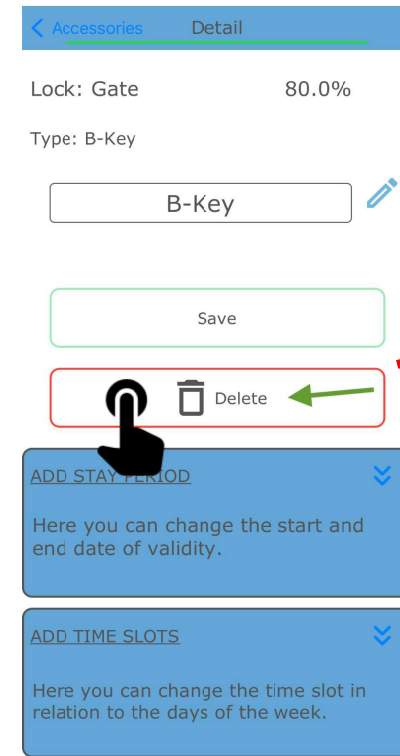 Accessories Detail
Lock: Gate 80.0%
Type: B-Key
B-Key
Save
Delete
ADD STAY PERIOD
Here you can change the start and
end date of validity.
ADD TIME SLOTS
Here you can change the time slot in
relation to the days of the week.